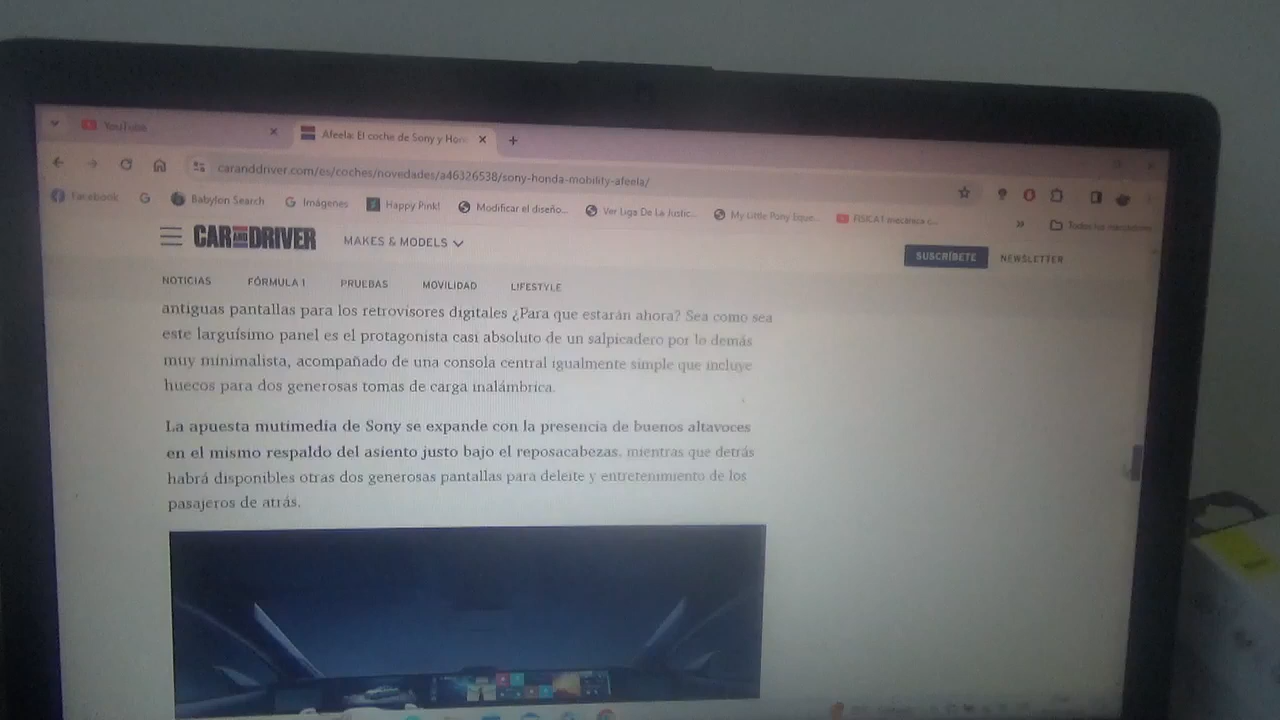 YouTube
Afeela: El coche de Sony y Hon
caranddriver.com/es/coches/novedades/a46326538/sony-honda-mobility-afeela/
Facebook
Babylon Search
Imágenes
Happy Pink!
Modificar el diseño...
Ver Liga De La Justic...
My Little Pony
FISICA I mecánica c...
» Todos los marcadores
CAR AND DRIVER
MAKES & MODELS
SUSCRÍBETE
NEWSLETTER
NOTICIAS
FÓRMULA 1
PRUEBAS
MOVILIDAD
LIFESTYLE
antiguas pantallas para los retrovisores digitales ¿Para que estarán ahora? Sea como sea
este larguísimo panel es el protagonista casi absoluto de un salpicadero por lo demás
muy minimalista, acompañado de una consola central igualmente simple que incluye
huecos para dos generosas tomas de carga inalámbrica.
La apuesta mutimedia de Sony se expande con la presencia de buenos altavoces
en el mismo respaldo del asiento justo bajo el reposacabezas, mientras que detrás
habrá disponibles otras dos generosas pantallas para deleite y entretenimiento de los
pasajeros de atrás.